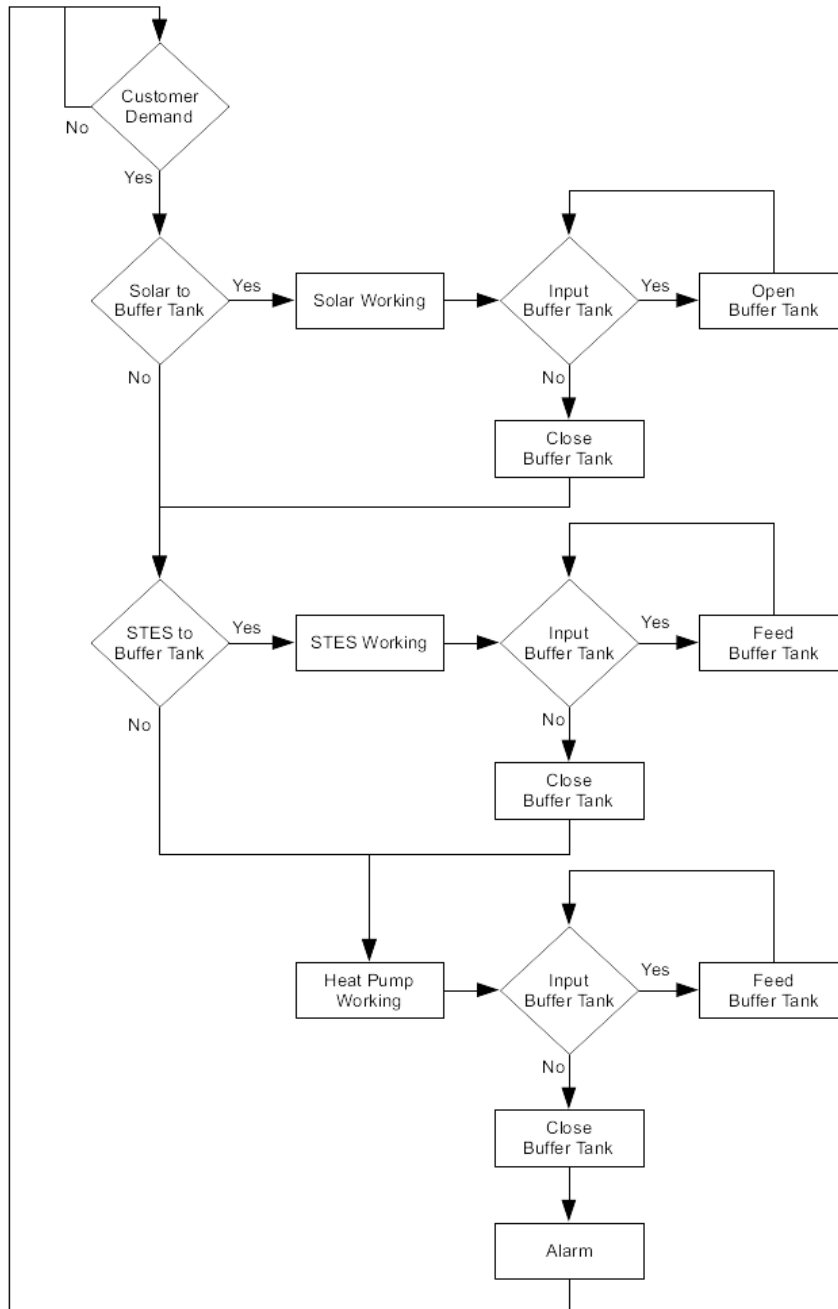 Customer
Demand
No
Yes
Solar to
Buffer Tank
Yes
Solar Working
Input
Buffer Tank
Yes
Open
Buffer Tank
No
No
Close
Buffer Tank
STES to
Buffer Tank
Yes
STES Working
Input
Buffer Tank
Yes
Feed
Buffer Tank
No
No
Close
Buffer Tank
Heat Pump
Working
Input
Buffer Tank
Yes
Feed
Buffer Tank
No
Close
Buffer Tank
Alarm